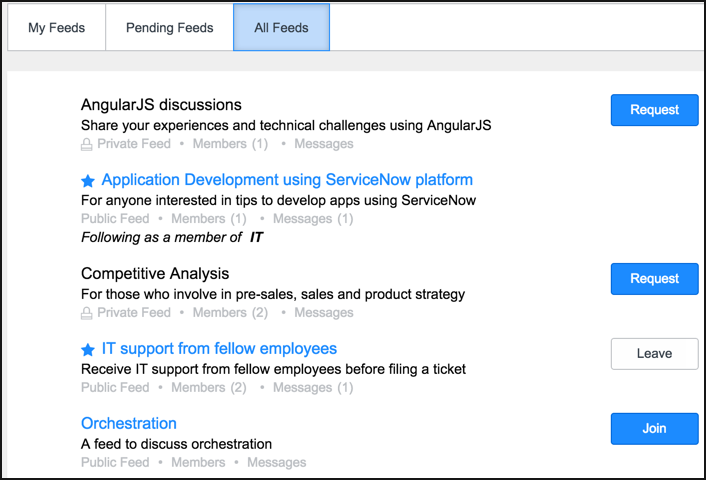 My Feeds Pending Feeds All Feeds
AngularJS discussions
Request
Share your experiences and technical challenges using AngularJS
Private Feed • Members (1) • Messages
Application Development using ServiceNow platform
For anyone interested in tips to develop apps using ServiceNow
Public Feed • Members (1) • Messages (1)
Following as a member of IT
Competitive Analysis
Request
For those who involve in pre-sales, sales and product strategy
Private Feed • Members (2) • Messages
IT support from fellow employees
Leave
Receive IT support from fellow employees before filing a ticket
Public Feed • Members (2) • Messages (1)
Orchestration
Join
A feed to discuss orchestration
Public Feed • Members • Messages